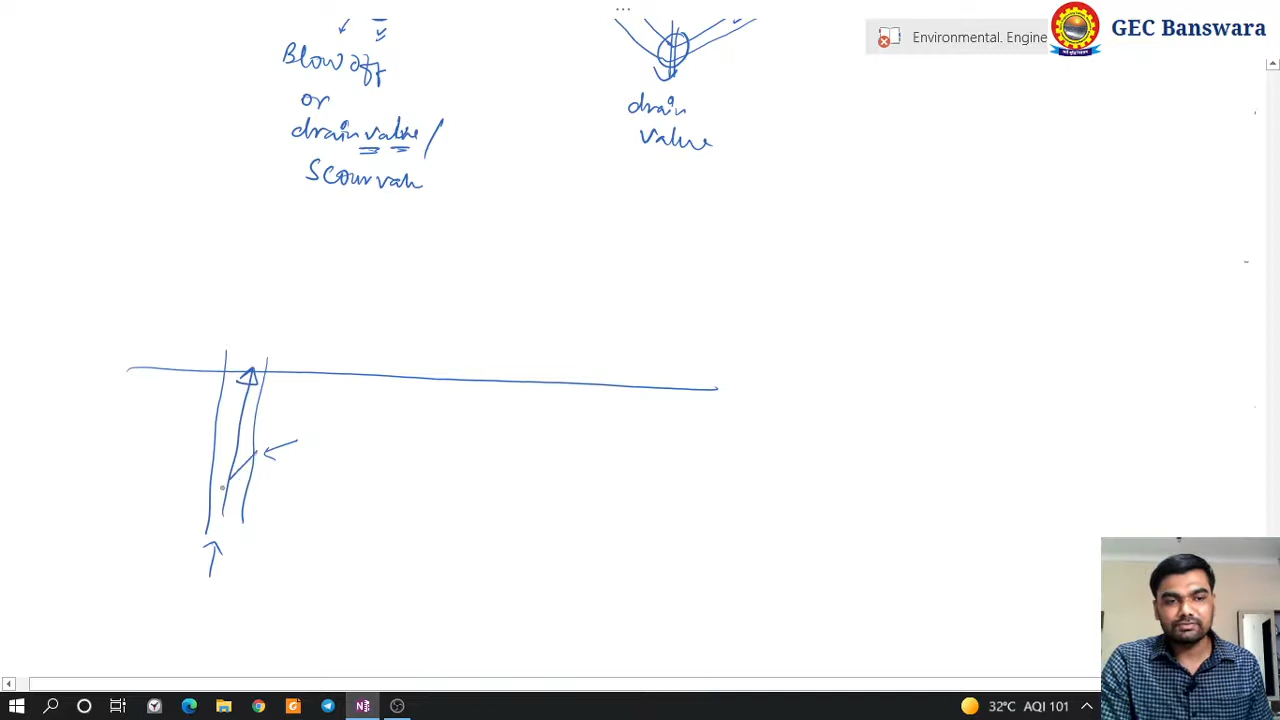 Environmental. Engine
GEC Banswara
Blow off
or
drain valve /
Scour valv
drain
valve
32°C AQI 101